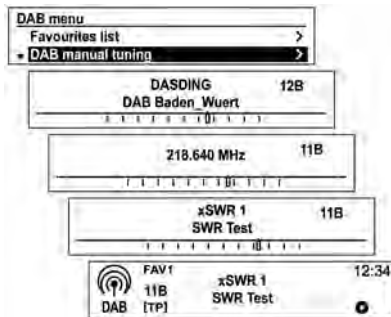 DAB menu
Favourites list >
DAB manual tuning >
DASDING 12B
DAB Baden_Wuert
218.640 MHz 11B
xSWR 1 11B
SWR Test
FAV1 12:34
11B xSWR 1
DAB [TP] SWR Test